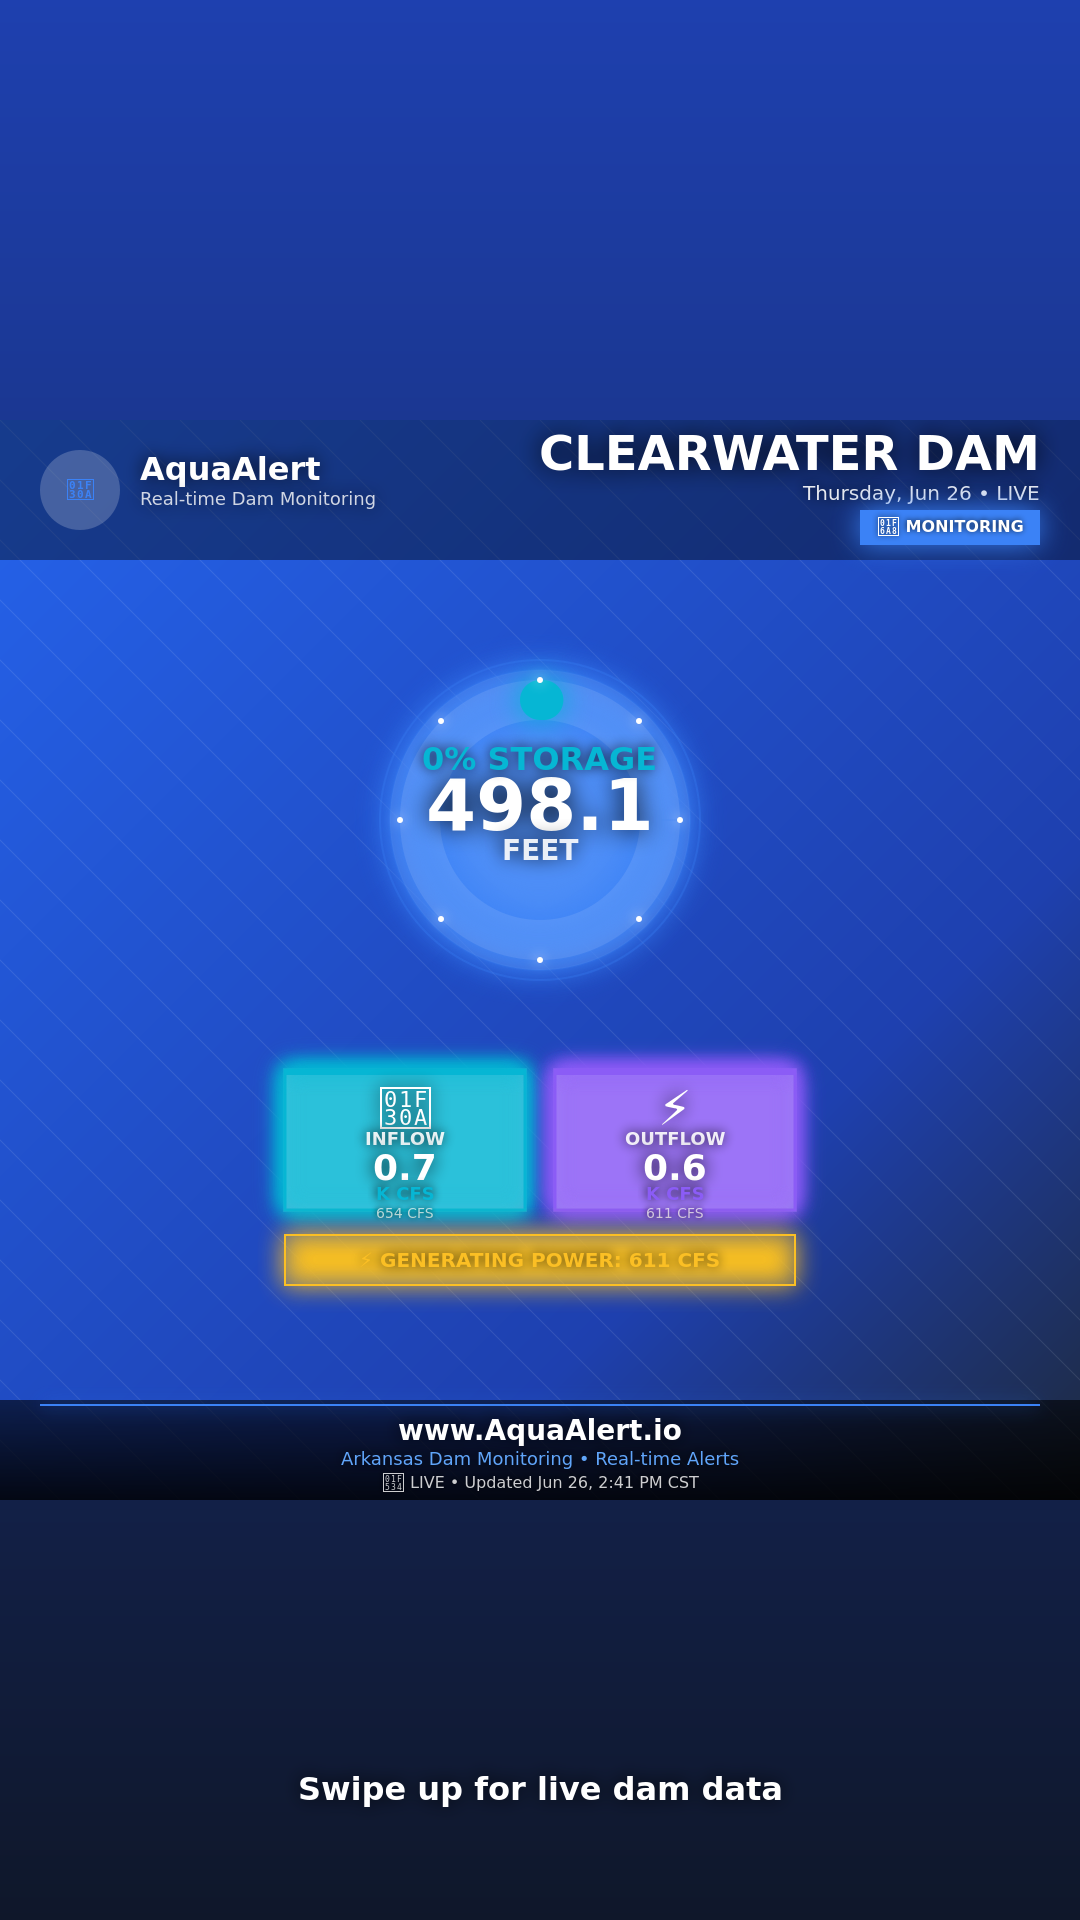 AquaAlert
Real-time Dam Monitoring
CLEARWATER DAM
Thursday, Jun 26 • LIVE
MONITORING
0% STORAGE
498.1
FEET
INFLOW
0.7
K CFS
654 CFS
⚡
OUTFLOW
0.6
K CFS
611 CFS
⚡ GENERATING POWER: 611 CFS
www.AquaAlert.io
Arkansas Dam Monitoring • Real-time Alerts
LIVE • Updated Jun 26, 2:41 PM CST
Swipe up for live dam data